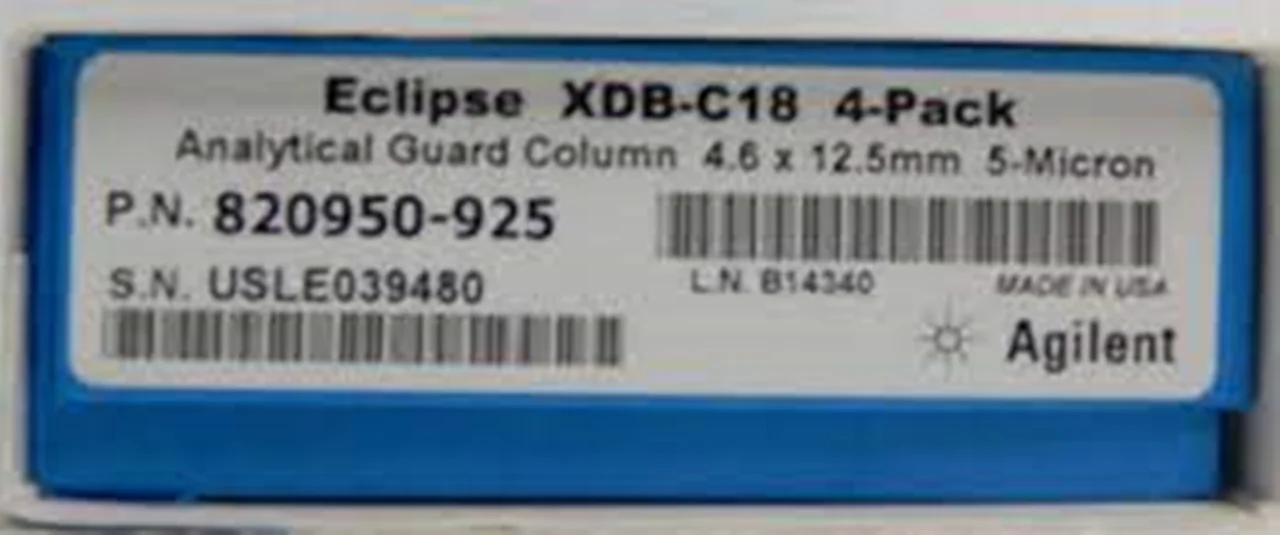 Eclipse XDB-C18 4-Pack
Analytical Guard Column 4.6 x 12.5mm 5-Micron
P.N. 820950-925
S.N. USLE039480
L.N. B14340
MADE IN USA
Agilent